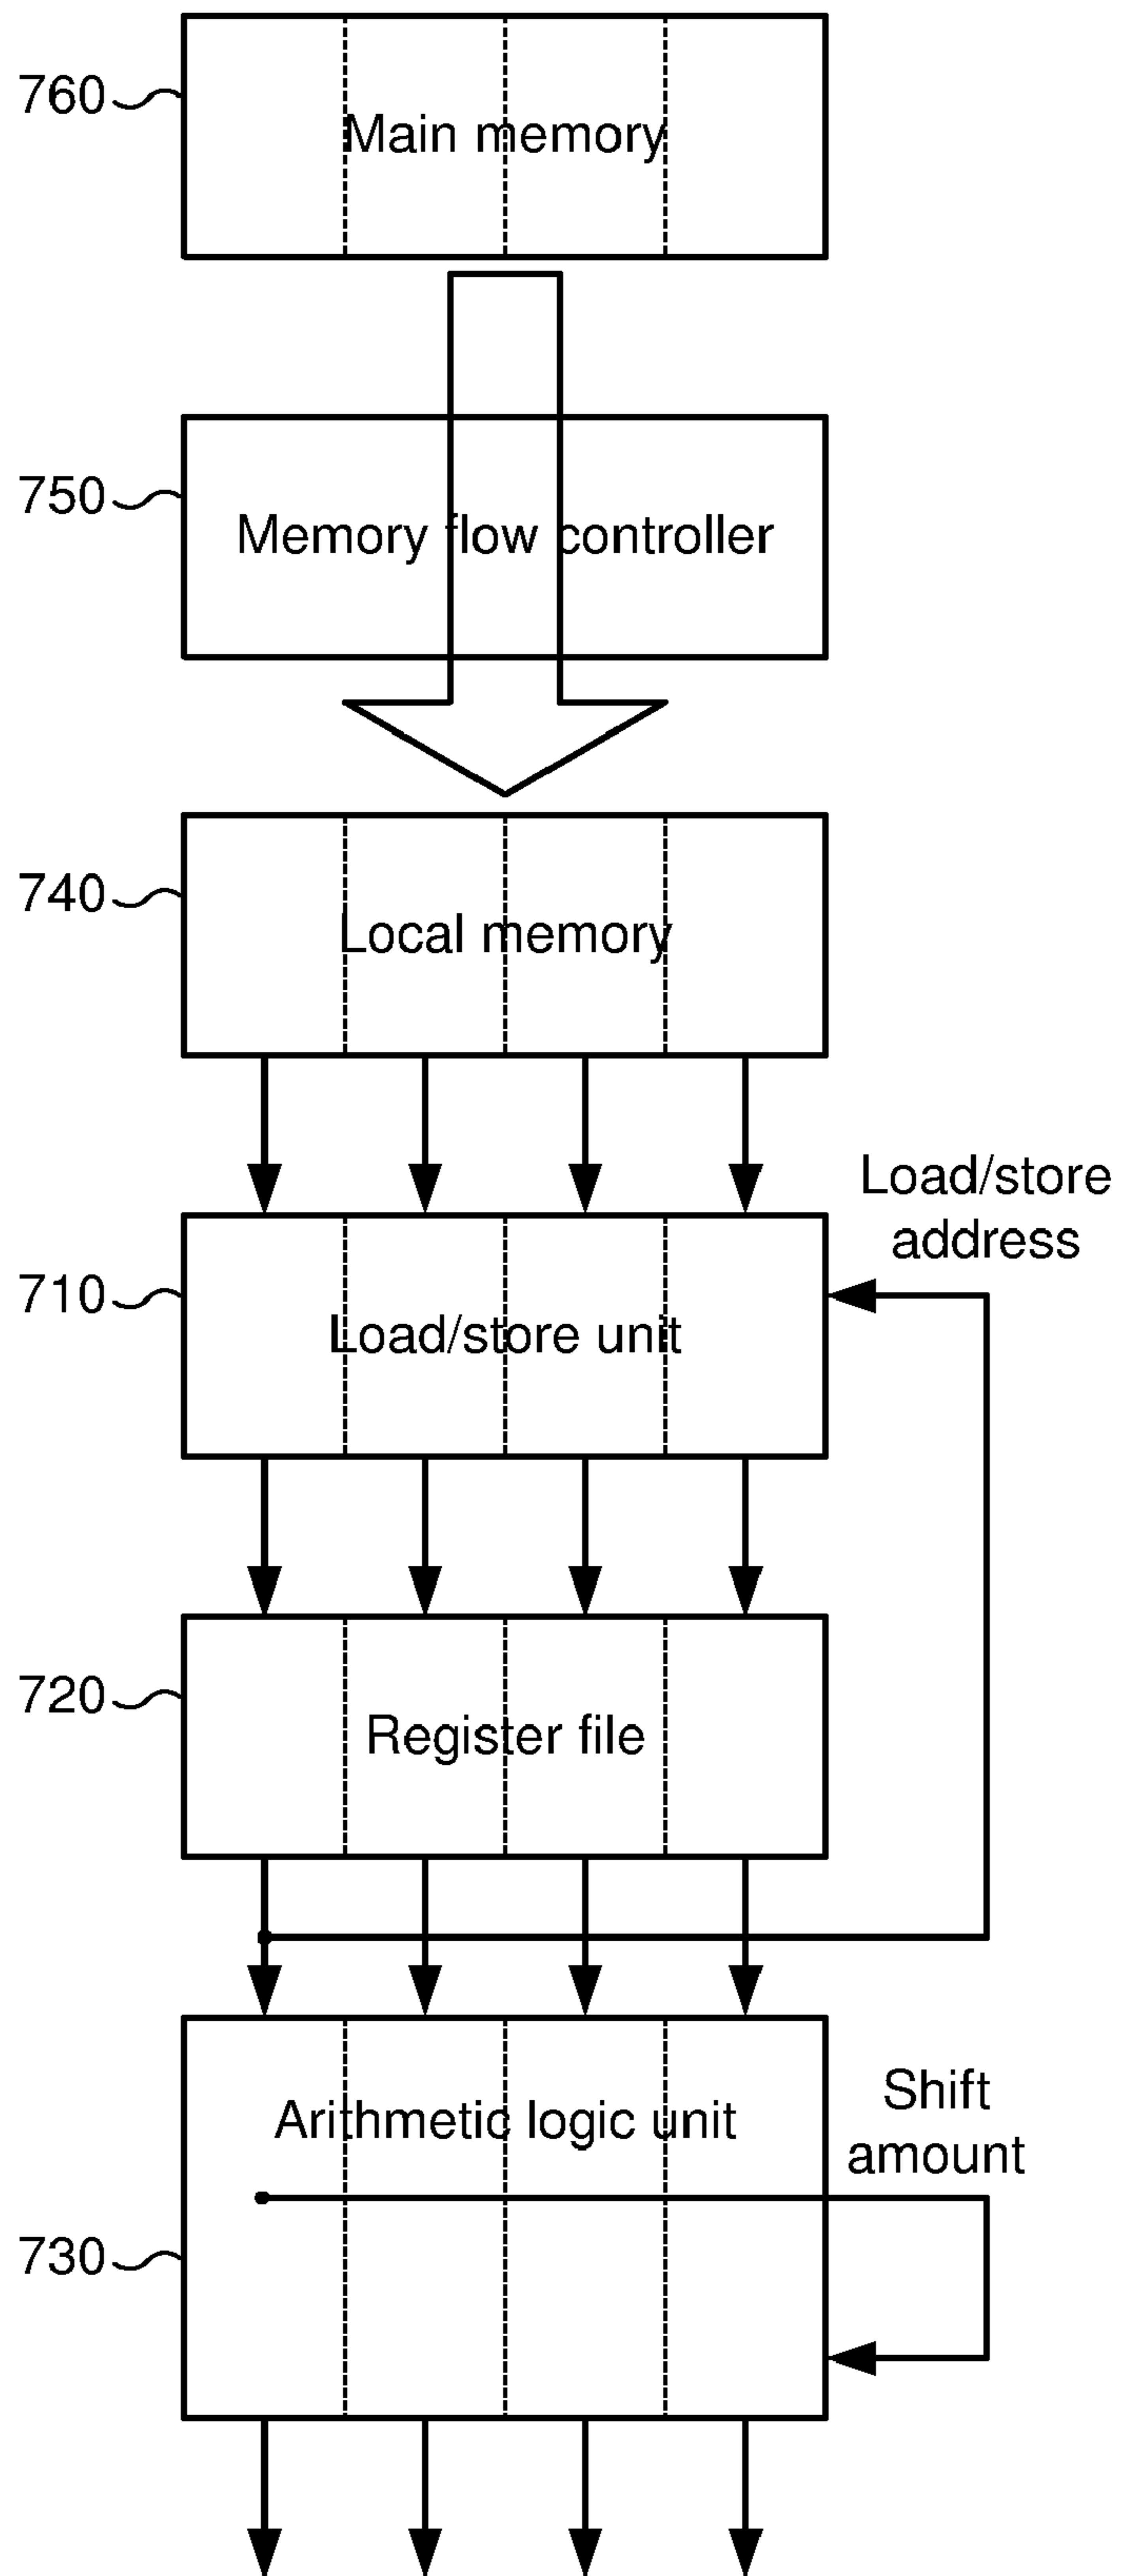 760
Main memory
750
Memory flow controller
740
Local memory
Load/store
address
710
Load/store unit
720
Register file
Arithmetic logic unit
Shift
amount
730